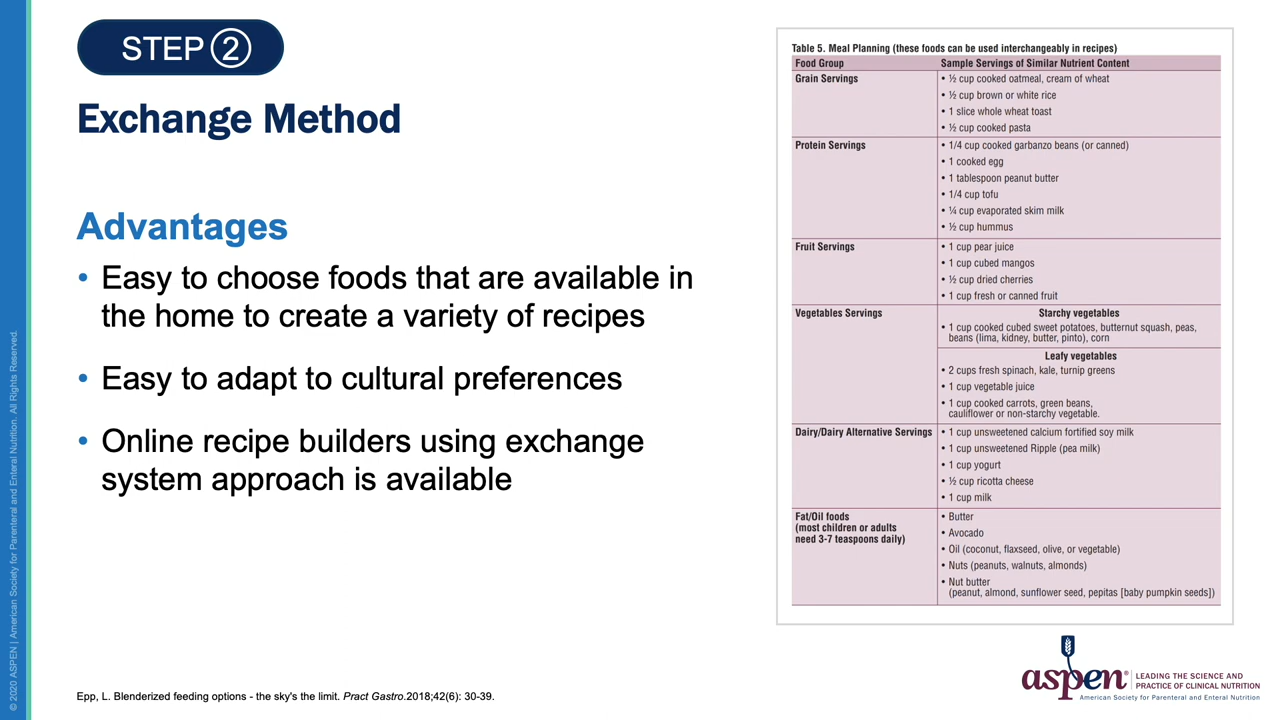 STEP 2
Exchange Method
Advantages
• Easy to choose foods that are available in
the home to create a variety of recipes
• Easy to adapt to cultural preferences
• Online recipe builders using exchange
system approach is available
Table 5. Meal Planning (these foods can be used interchangeably in recipes)
Food Group
Sample Servings of Similar Nutrient Content
Grain Servings
• ½ cup cooked oatmeal, cream of wheat
• ½ cup brown or white rice
• 1 slice whole wheat toast
• ½ cup cooked pasta
Protein Servings
• 1/4 cup cooked garbanzo beans (or canned)
• 1 cooked egg
• 1 tablespoon peanut butter
• 1/4 cup tofu
• ¼ cup evaporated skim milk
• ½ cup hummus
Fruit Servings
• 1 cup pear juice
• 1 cup cubed mangos
• ½ cup dried cherries
• 1 cup fresh or canned fruit
Vegetables Servings
Starchy vegetables
• 1 cup cooked cubed sweet potatoes, butternut squash, peas,
beans (lima, kidney, butter, pinto), corn
Leafy vegetables
• 2 cups fresh spinach, kale, turnip greens
• 1 cup vegetable juice
• 1 cup cooked carrots, green beans,
cauliflower or non-starchy vegetable.
Dairy/Dairy Alternative Servings
• 1 cup unsweetened calcium fortified soy milk
• 1 cup unsweetened Ripple (pea milk)
• 1 cup yogurt
• ½ cup ricotta cheese
• 1 cup milk
Fat/Oil foods
(most children or adults
need 3-7 teaspoons daily)
• Butter
• Avocado
• Oil (coconut, flaxseed, olive, or vegetable)
• Nuts (peanuts, walnuts, almonds)
• Nut butter
(peanut, almond, sunflower seed, pepitas [baby pumpkin seeds])
Epp, L. Blenderized feeding options - the sky's the limit. Pract Gastro.2018;42(6): 30-39.
aspen®
LEADING THE SCIENCE AND
PRACTICE OF CLINICAL NUTRITION
American Society for Parenteral and Enteral Nutrition
© 2020 ASPEN | American Society for Parenteral and Enteral Nutrition. All Rights Reserved.